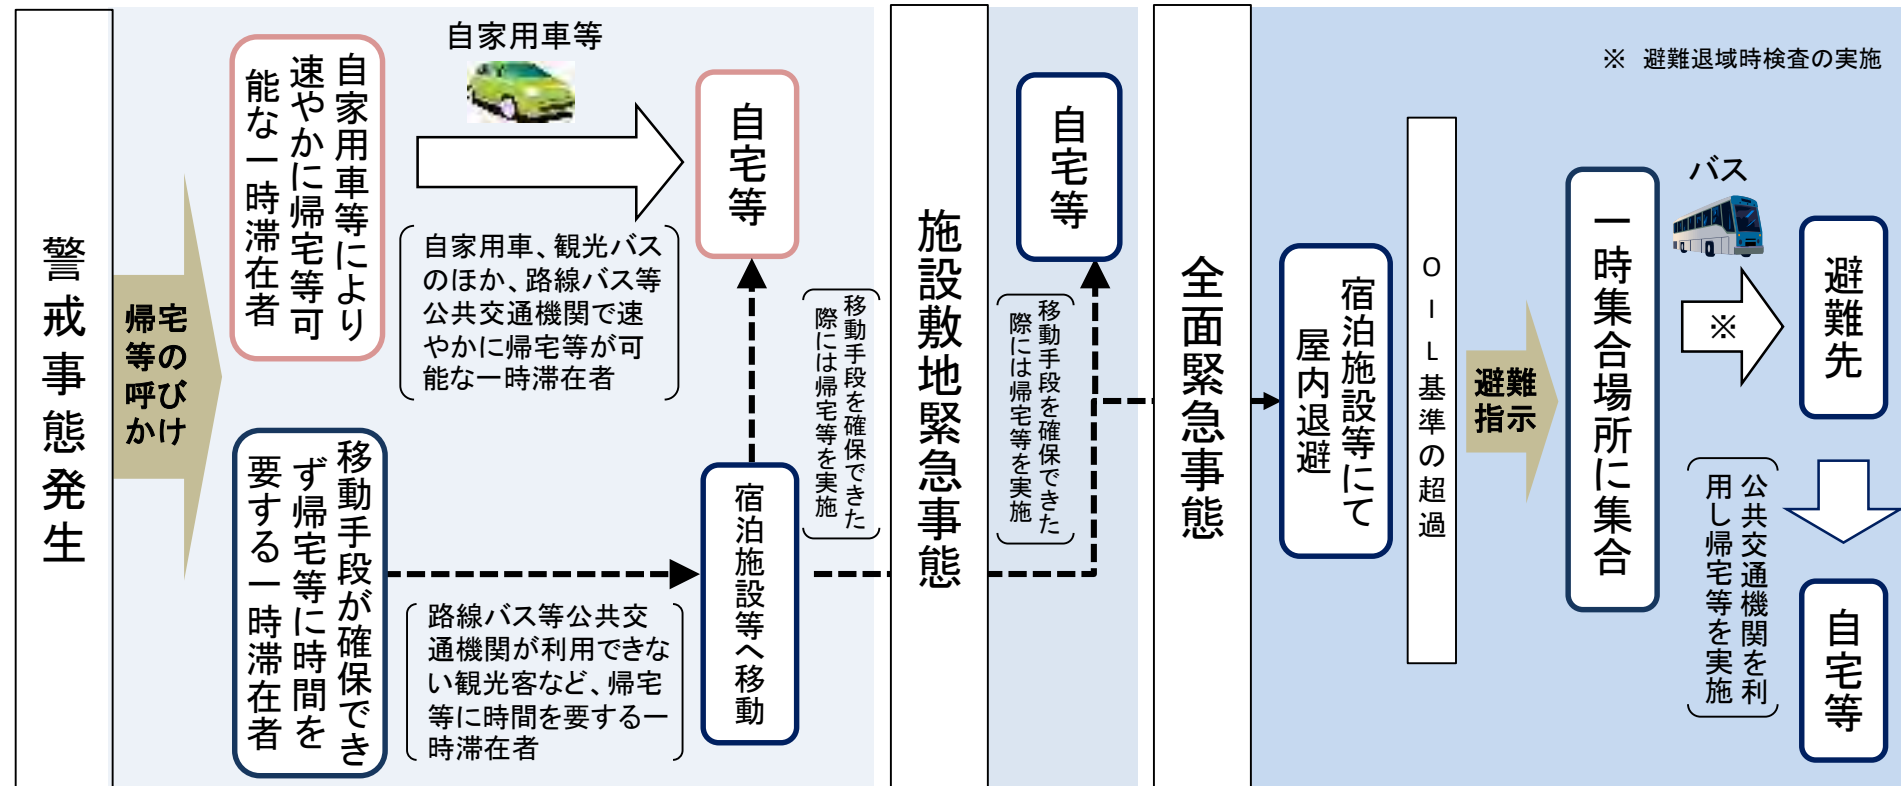 警戒事態発生
帰宅
等の
呼び
かけ
自家用車等により
速やかに帰宅等可
能な一時滞在者
自家用車等
自家用車、観光バス
のほか、路線バス等
公共交通機関で速
やかに帰宅等が可
能な一時滞在者
自宅等
移動手段が確保でき
ず帰宅等に時間を
要する一時滞在者
路線バス等公共交
通機関が利用できな
い観光客など、帰宅
等に時間を要する一
時滞在者
宿泊施設等へ移動
移動手段を確保できた
際には帰宅等を実施
施設敷地緊急事態
自宅等
移動手段を確保できた
際には帰宅等を実施
全面緊急事態
宿泊施設等にて
屋内退避
OIL基準の超過
避難
指示
一時集合場所に集合
※ 避難退域時検査の実施
バス
※
避難先
公共交通機関を利
用し帰宅等を実施
自宅等